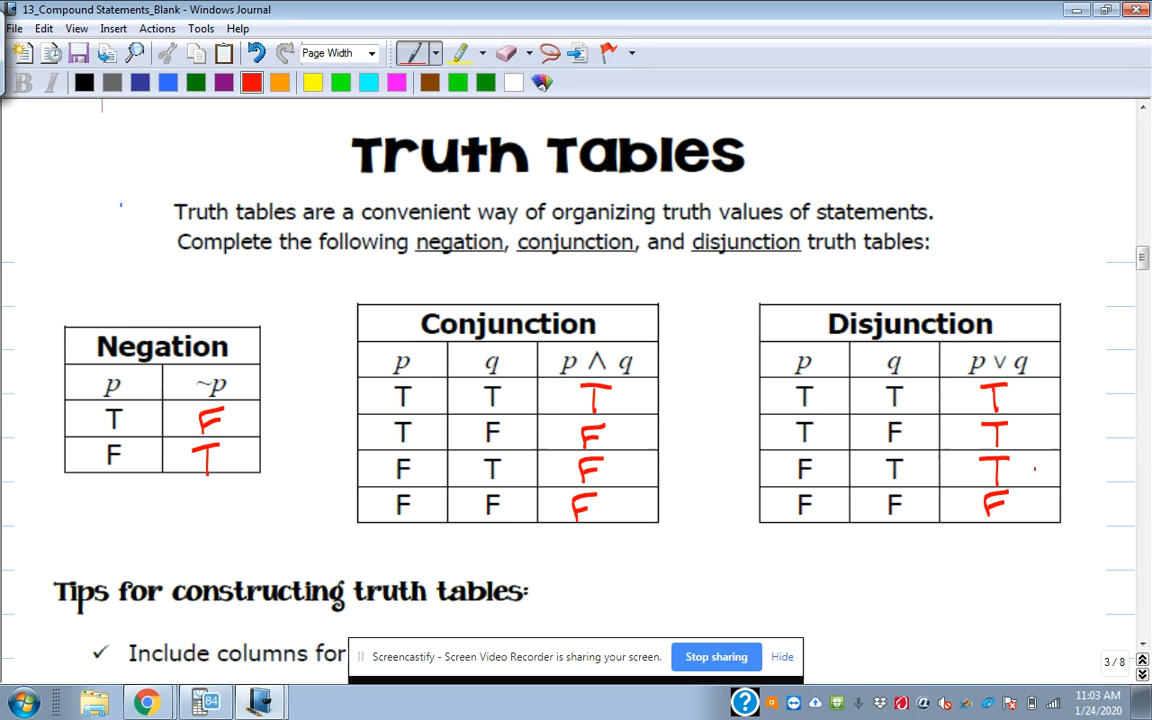 13_Compound Statements_Blank - Windows Journal
File Edit View Insert Actions Tools Help
Page Width
B I
Truth Tables
Truth tables are a convenient way of organizing truth values of statements.
Complete the following negation, conjunction, and disjunction truth tables:
Negation
p ~p
T F
F T
Conjunction
p q p ∧ q
T T T
T F F
F T F
F F F
Disjunction
p q p ∨ q
T T T
T F T
F T T
F F F
Tips for constructing truth tables:
✓ Include columns for
Screencastify - Screen Video Recorder is sharing your screen. Stop sharing Hide
3 / 8
84
11:03 AM
1/24/2020